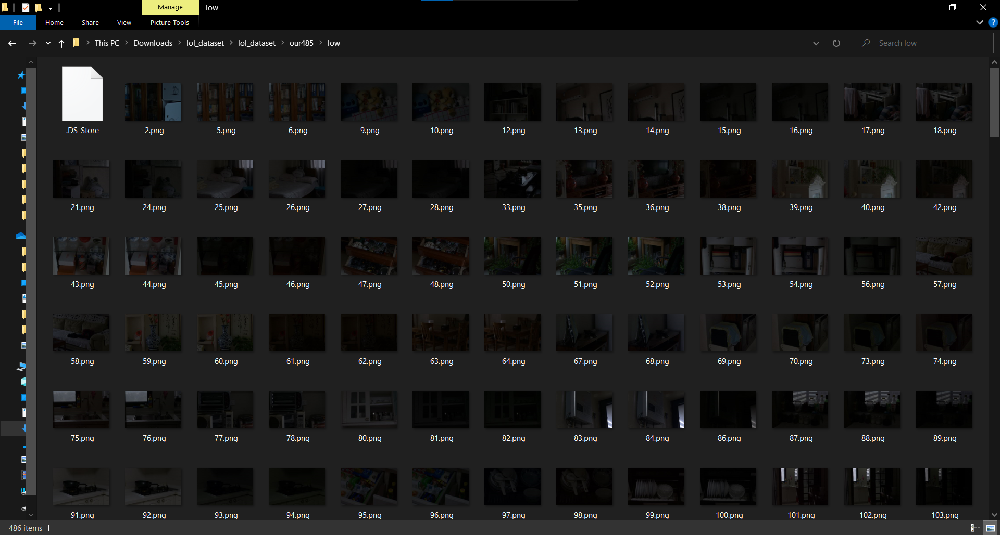 Manage
low
File
Home
Share
View
Picture Tools
?
This PC
Downloads
lol_dataset
lol_dataset
our485
low
Search low
.DS_Store
2.png
5.png
6.png
9.png
10.png
12.png
13.png
14.png
15.png
16.png
17.png
18.png
21.png
24.png
25.png
26.png
27.png
28.png
33.png
35.png
36.png
38.png
39.png
40.png
42.png
43.png
44.png
45.png
46.png
47.png
48.png
50.png
51.png
52.png
53.png
54.png
56.png
57.png
58.png
59.png
60.png
61.png
62.png
63.png
64.png
67.png
68.png
69.png
70.png
73.png
74.png
75.png
76.png
77.png
78.png
80.png
81.png
82.png
83.png
84.png
86.png
87.png
88.png
89.png
91.png
92.png
93.png
94.png
95.png
96.png
97.png
98.png
99.png
100.png
101.png
102.png
103.png
486 items